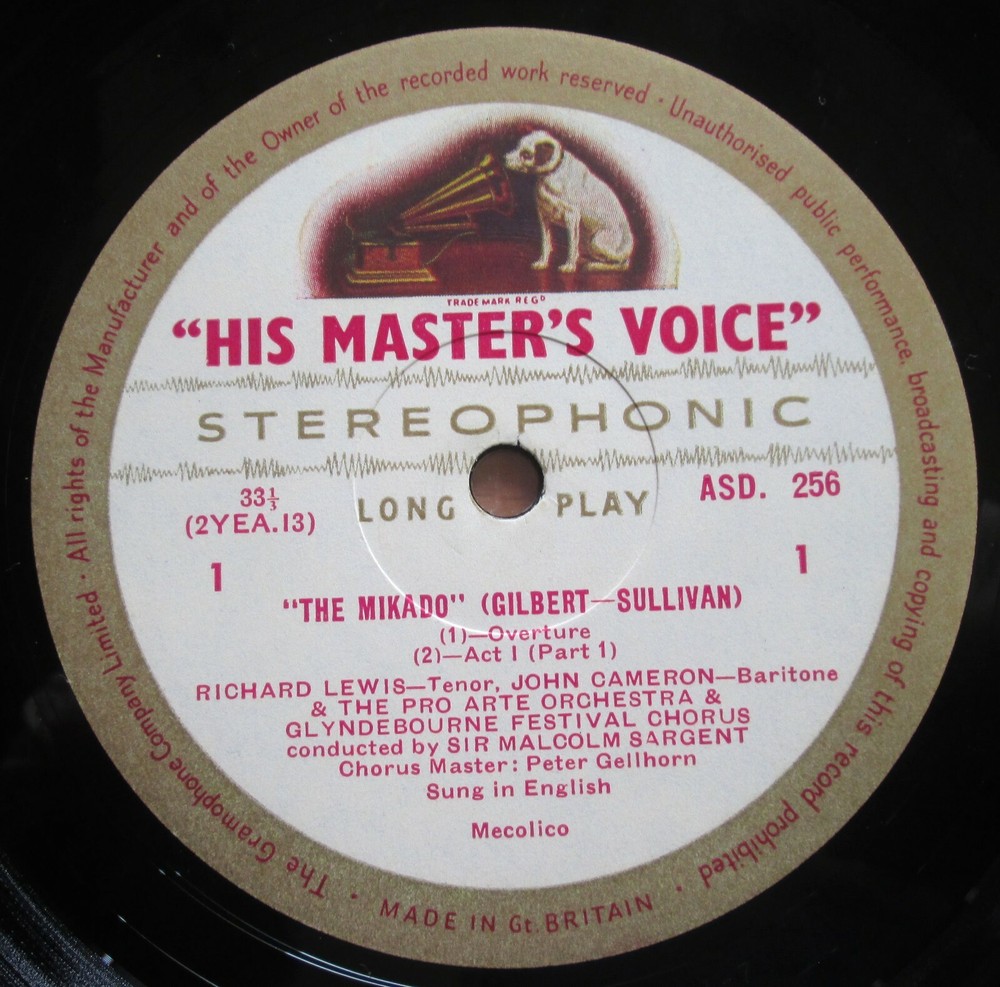 The Gramophone Company Limited · All rights of the Manufacturer and of the Owner of the recorded work reserved · Unauthorised public performance, broadcasting and copying of this record prohibited ·
TRADE MARK REGD
“HIS MASTER'S VOICE”
STEREOPHONIC
LONG PLAY
33⅓
(2YEA.13)
ASD. 256
1
1
“THE MIKADO” (GILBERT—SULLIVAN)
(1)—Overture
(2)—Act I (Part 1)
RICHARD LEWIS—Tenor, JOHN CAMERON—Baritone
& THE PRO ARTE ORCHESTRA &
GLYNDEBOURNE FESTIVAL CHORUS
conducted by SIR MALCOLM SARGENT
Chorus Master: Peter Gellhorn
Sung in English
Mecolico
· MADE IN Gt. BRITAIN ·